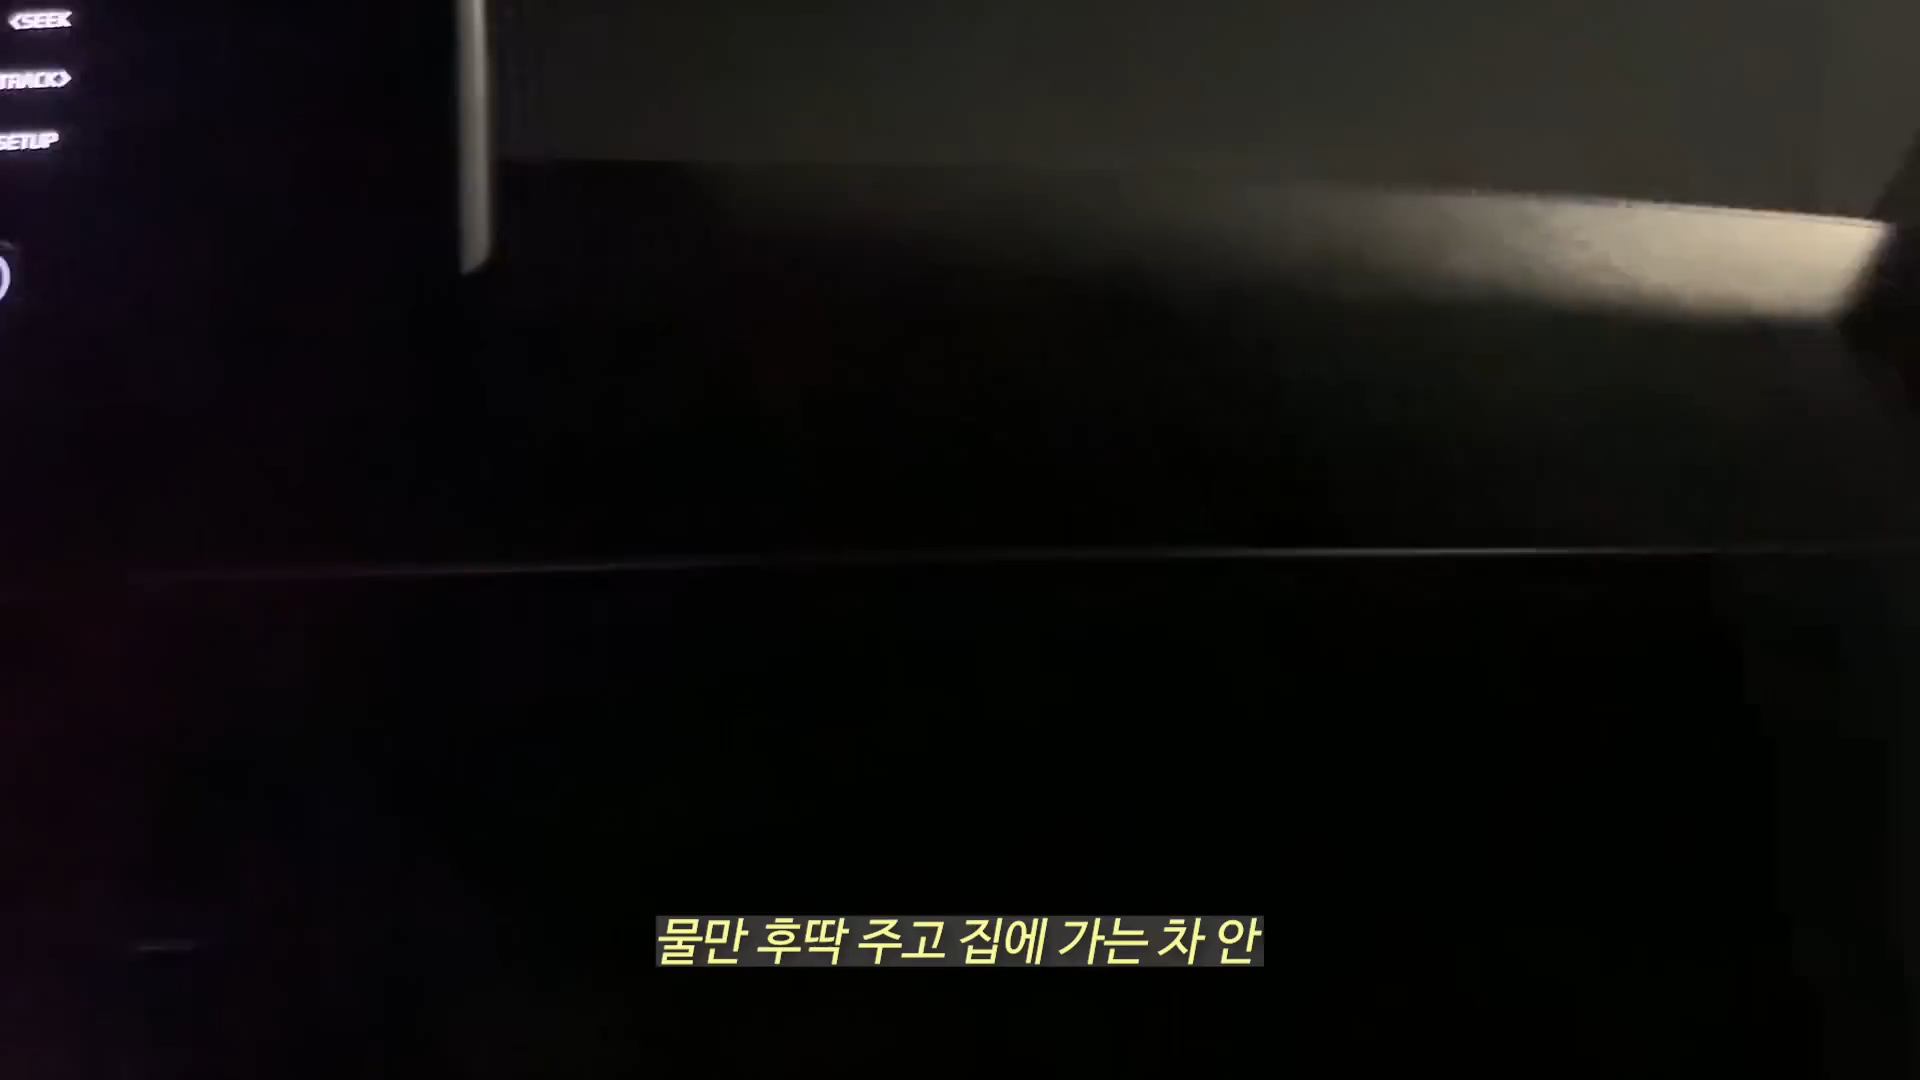 <SEEK
TRACK>
SETUP
물만 후딱 주고 집에 가는 차 안